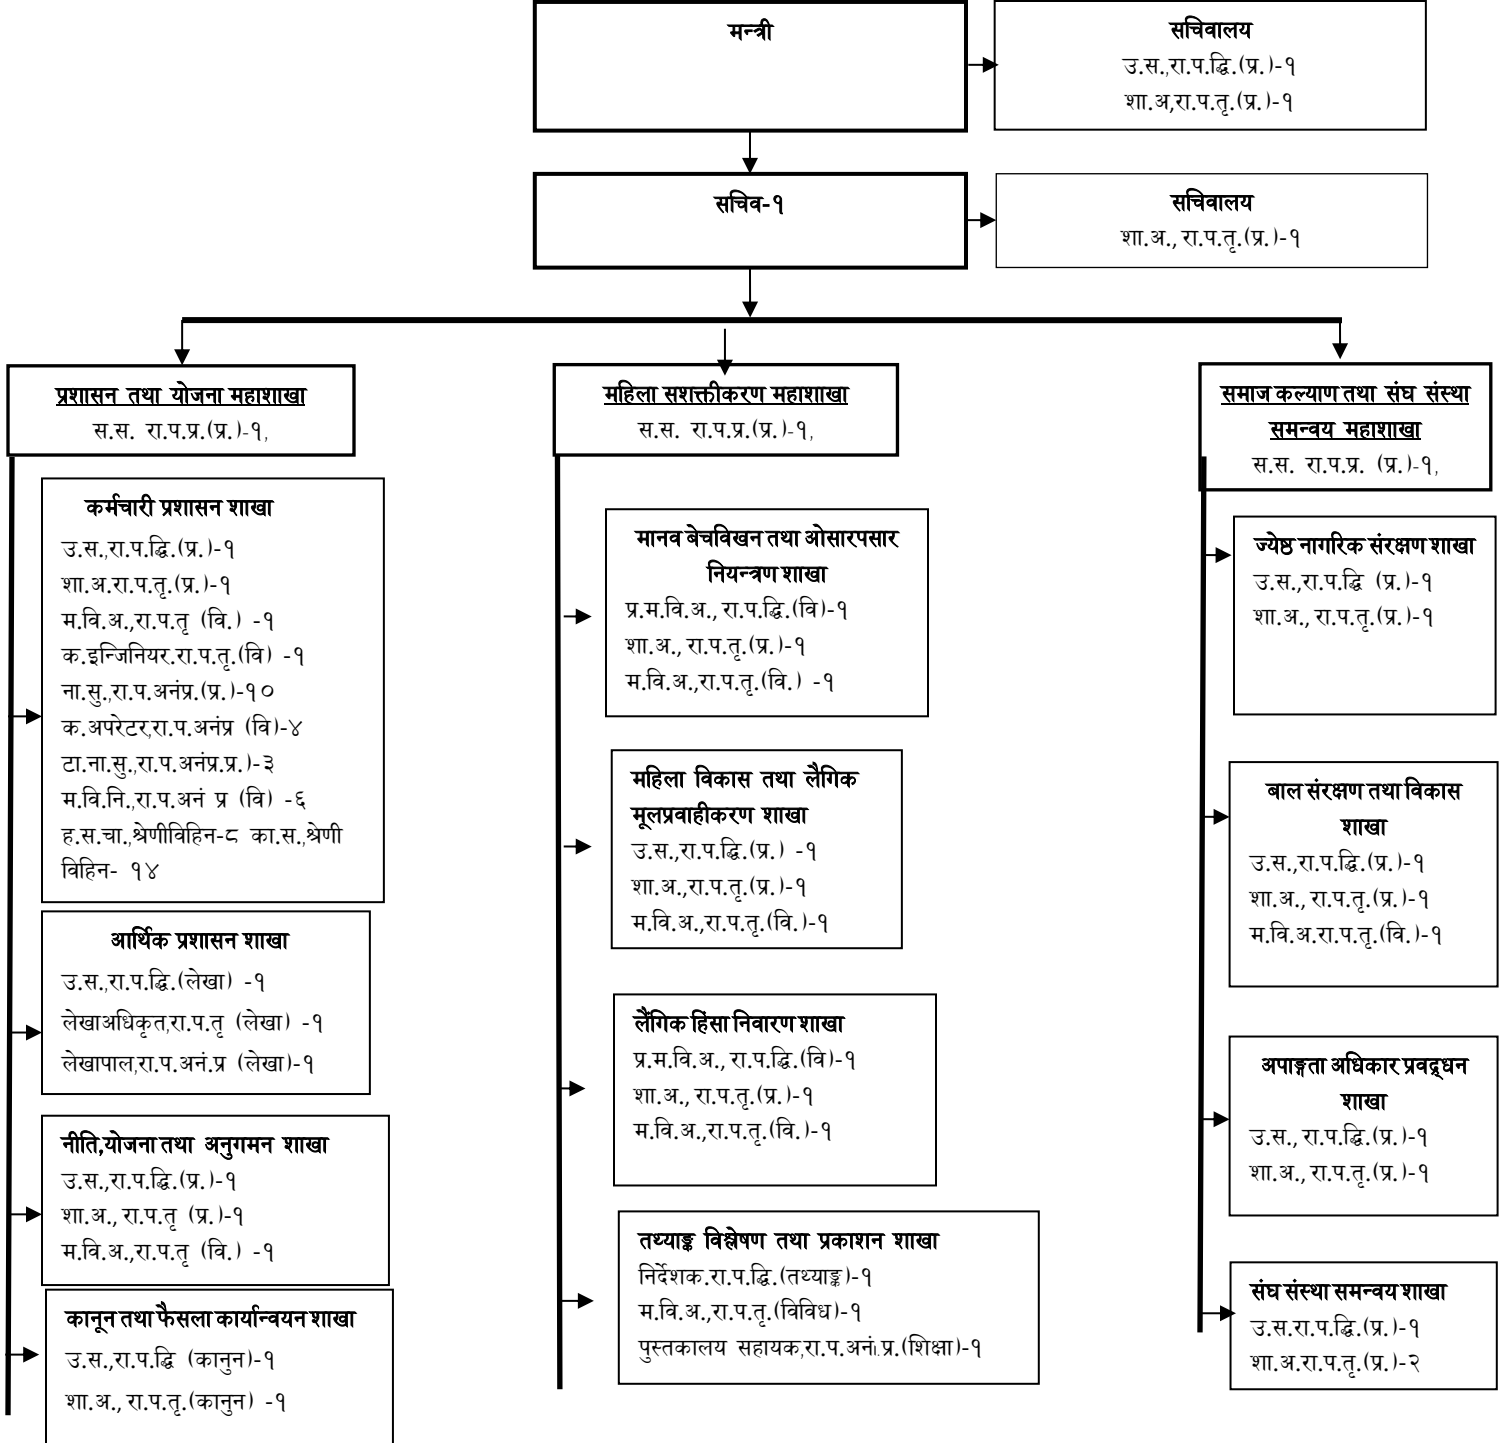 मन्त्री
सचिवालय
उ.स.,रा.प.द्धि.(प्र.)-१
शा.अ,रा.प.तृ.(प्र.)-१
सचिव-१
सचिवालय
शा.अ., रा.प.तृ.(प्र.)-१
प्रशासन तथा योजना महाशाखा
स.स. रा.प.प्र.(प्र.)-१,
कर्मचारी प्रशासन शाखा
उ.स.,रा.प.द्धि.(प्र.)-१
शा.अ.रा.प.तृ.(प्र.)-१
म.वि.अ.,रा.प.तृ (वि.) -१
क.इन्जिनियर.रा.प.तृ.(वि) -१
ना.सु.,रा.प.अनंप्र.(प्र.)-१०
क.अपरेटर,रा.प.अनंप्र (वि)-४
टा.ना.सु.,रा.प.अनंप्र.प्र.)-३
म.वि.नि.,रा.प.अनं प्र (वि) -६
ह.स.चा.,श्रेणीविहिन-८ का.स.,श्रेणी
विहिन- १४
आर्थिक प्रशासन शाखा
उ.स.,रा.प.द्धि.(लेखा) -१
लेखाअधिकृत,रा.प.तृ (लेखा) -१
लेखापाल,रा.प.अनं.प्र (लेखा)-१
नीति,योजना तथा अनुगमन शाखा
उ.स.,रा.प.द्धि.(प्र.)-१
शा.अ., रा.प.तृ (प्र.)-१
म.वि.अ.,रा.प.तृ (वि.) -१
कानून तथा फैसला कार्यान्वयन शाखा
उ.स.,रा.प.द्धि (कानुन)-१
शा.अ., रा.प.तृ.(कानुन) -१
महिला सशक्तीकरण महाशाखा
स.स. रा.प.प्र.(प्र.)-१,
मानव बेचविखन तथा ओसारपसार
नियन्त्रण शाखा
प्र.म.वि.अ., रा.प.द्धि.(वि)-१
शा.अ., रा.प.तृ.(प्र.)-१
म.वि.अ.,रा.प.तृ.(वि.) -१
महिला विकास तथा लैगिक
मूलप्रवाहीकरण शाखा
उ.स.,रा.प.द्धि.(प्र.) -१
शा.अ.,रा.प.तृ.(प्र.)-१
म.वि.अ.,रा.प.तृ.(वि.)-१
लैंगिक हिंसा निवारण शाखा
प्र.म.वि.अ., रा.प.द्धि.(वि)-१
शा.अ., रा.प.तृ.(प्र.)-१
म.वि.अ.,रा.प.तृ.(वि.)-१
तथ्याङ्क विश्लेषण तथा प्रकाशन शाखा
निर्देशक.रा.प.द्धि.(तथ्याङ्क)-१
म.वि.अ.,रा.प.तृ.(विविध)-१
पुस्तकालय सहायक,रा.प.अनं.प्र.(शिक्षा)-१
समाज कल्याण तथा संघ संस्था
समन्वय महाशाखा
स.स. रा.प.प्र. (प्र.)-१,
ज्येष्ठ नागरिक संरक्षण शाखा
उ.स.,रा.प.द्धि (प्र.)-१
शा.अ., रा.प.तृ.(प्र.)-१
बाल संरक्षण तथा विकास
शाखा
उ.स.,रा.प.द्धि.(प्र.)-१
शा.अ., रा.प.तृ.(प्र.)-१
म.वि.अ.रा.प.तृ.(वि.)-१
अपाङ्गता अधिकार प्रवद्र्धन
शाखा
उ.स., रा.प.द्धि.(प्र.)-१
शा.अ., रा.प.तृ.(प्र.)-१
संघ संस्था समन्वय शाखा
उ.स.रा.प.द्धि.(प्र.)-१
शा.अ.रा.प.तृ.(प्र.)-२